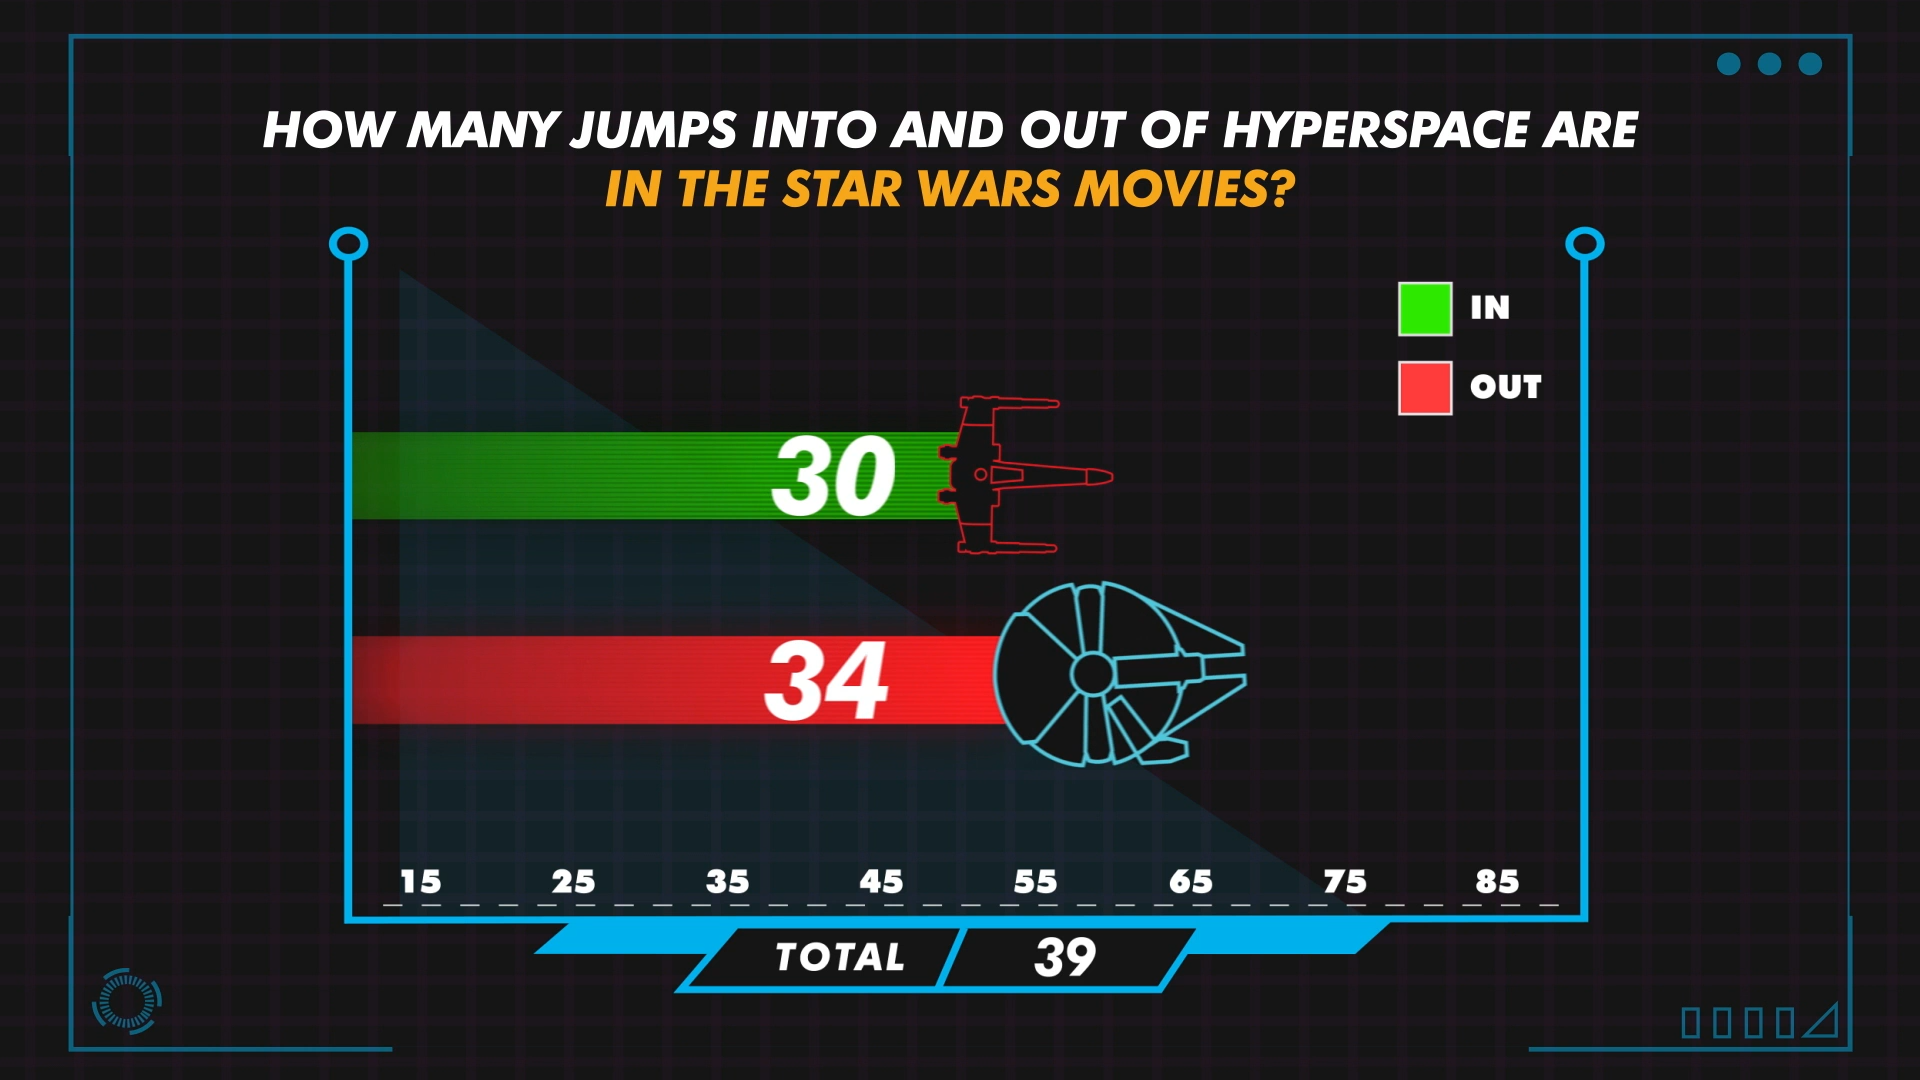 HOW MANY JUMPS INTO AND OUT OF HYPERSPACE ARE
IN THE STAR WARS MOVIES?
IN
OUT
30
34
15 25 35 45 55 65 75 85
TOTAL 39